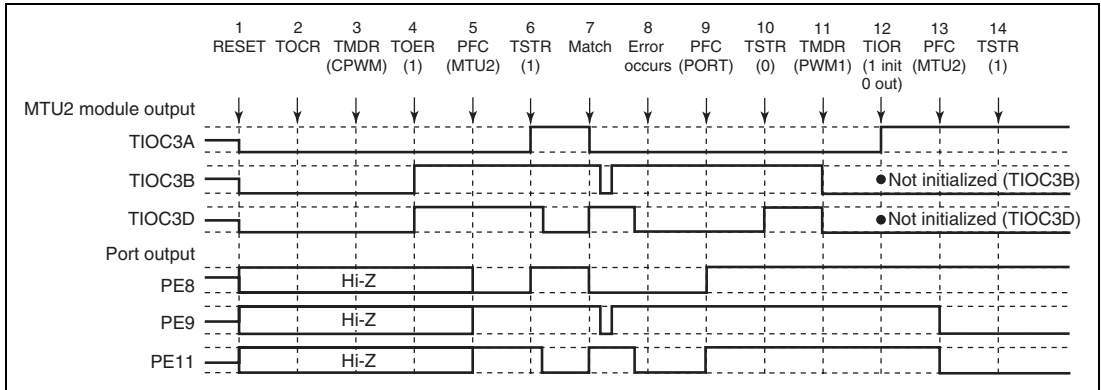 1 2 3 4 5 6 7 8 9 10 11 12 13 14
RESET TOCR TMDR TOER PFC TSTR Match Error PFC TSTR TMDR TIOR PFC TSTR
(CPWM) (1) (MTU2) (1) occurs (PORT) (0) (PWM1) (1 init (MTU2) (1)
0 out)
MTU2 module output
TIOC3A
TIOC3B ●Not initialized (TIOC3B)
TIOC3D ●Not initialized (TIOC3D)
Port output
PE8 Hi-Z
PE9 Hi-Z
PE11 Hi-Z